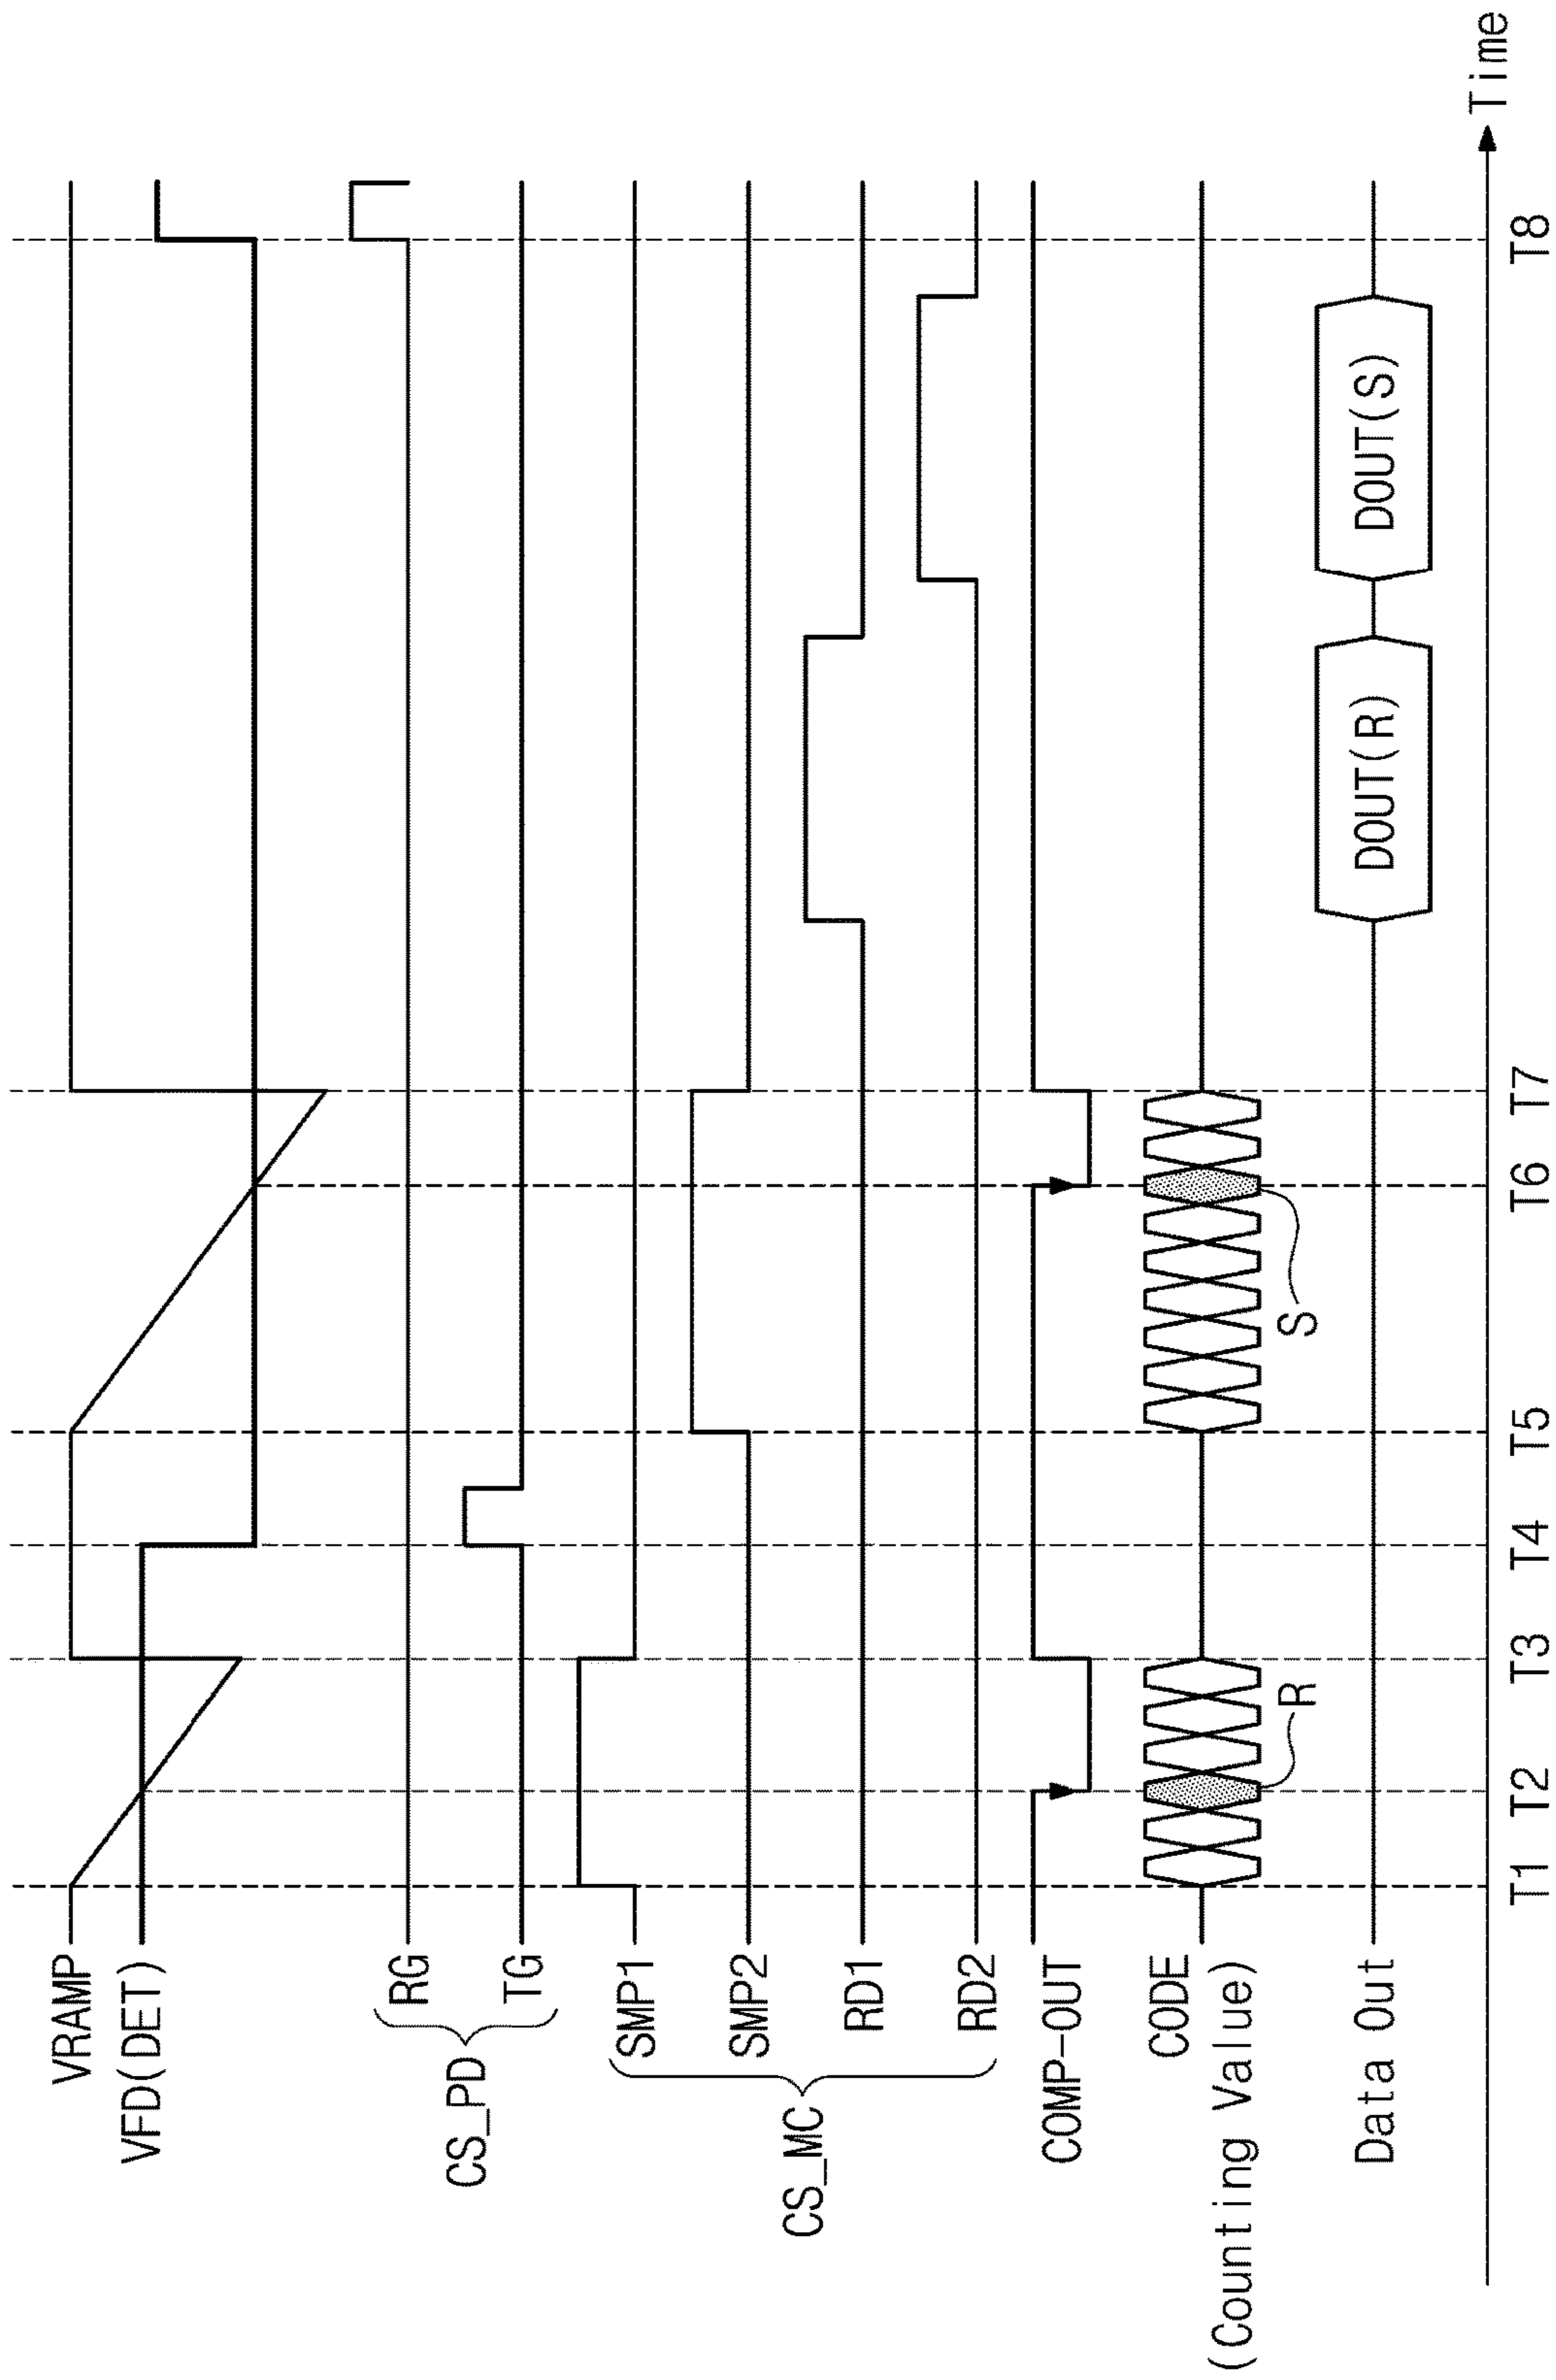 VRAMP
VFD(DET)
CS_PD
RG
TG
CS_MC
SMP1
SMP2
RD1
RD2
COMP-OUT
CODE
(Counting Value)
R
S
Data Out
DOUT(R)
DOUT(S)
T1 T2 T3 T4 T5 T6 T7 T8
Time